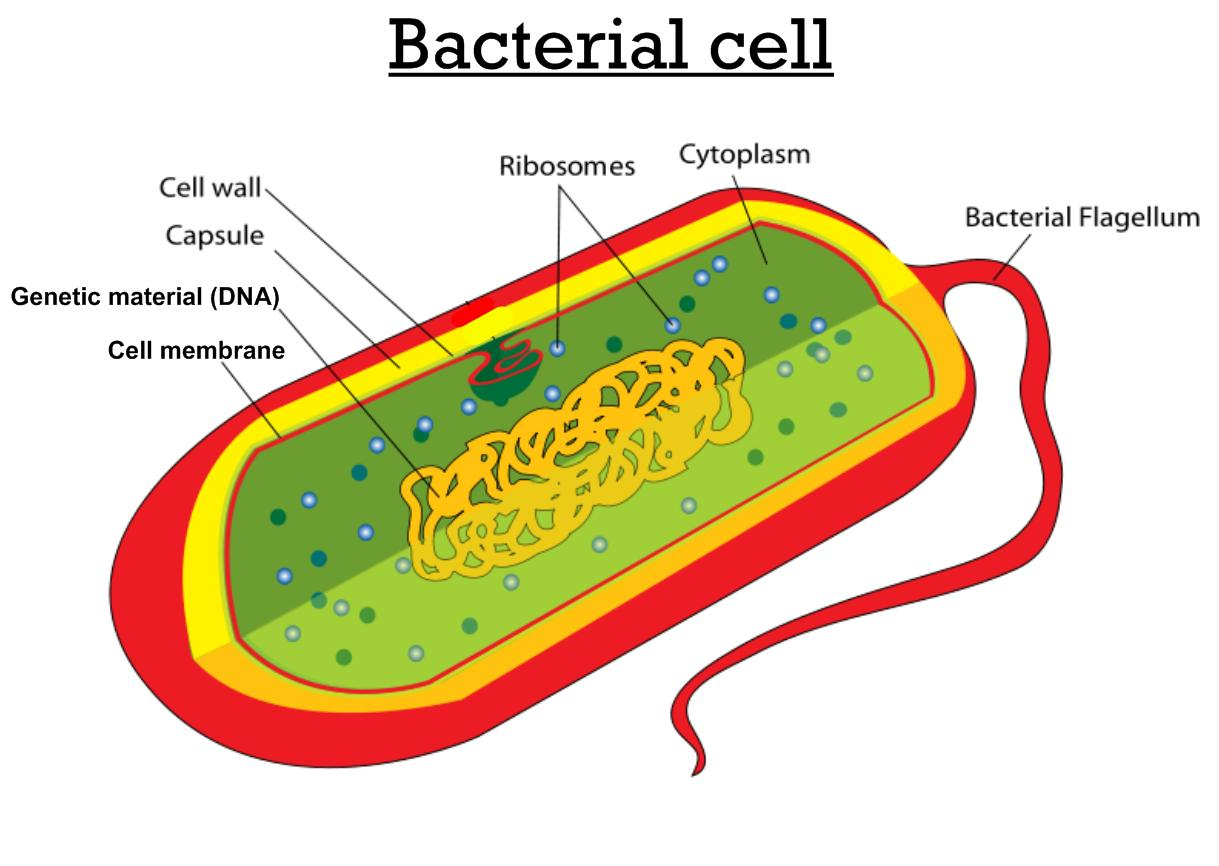 Bacterial cell
Cytoplasm
Ribosomes
Cell wall
Bacterial Flagellum
Capsule
Genetic material (DNA)
Cell membrane